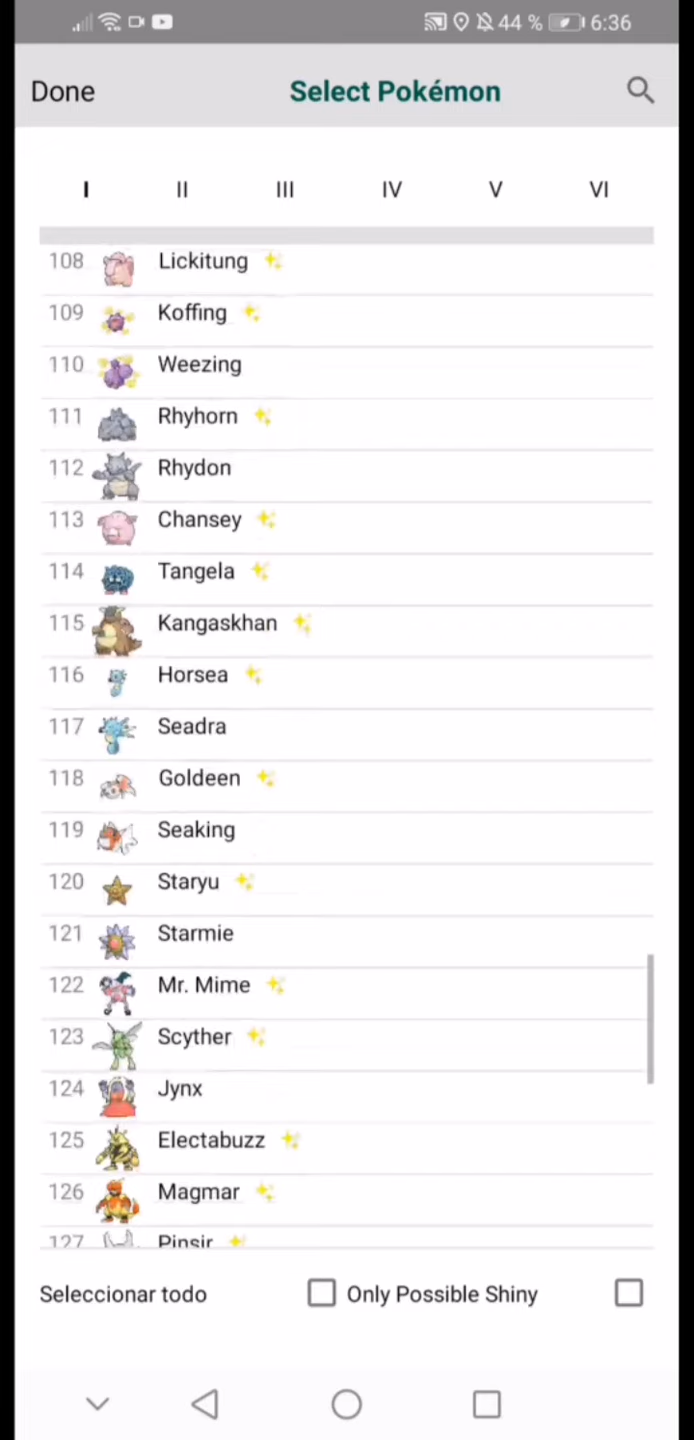 44 % 6:36
Done Select Pokémon
I II III IV V VI
108 Lickitung
109 Koffing
110 Weezing
111 Rhyhorn
112 Rhydon
113 Chansey
114 Tangela
115 Kangaskhan
116 Horsea
117 Seadra
118 Goldeen
119 Seaking
120 Staryu
121 Starmie
122 Mr. Mime
123 Scyther
124 Jynx
125 Electabuzz
126 Magmar
127 Pinsir
Seleccionar todo Only Possible Shiny